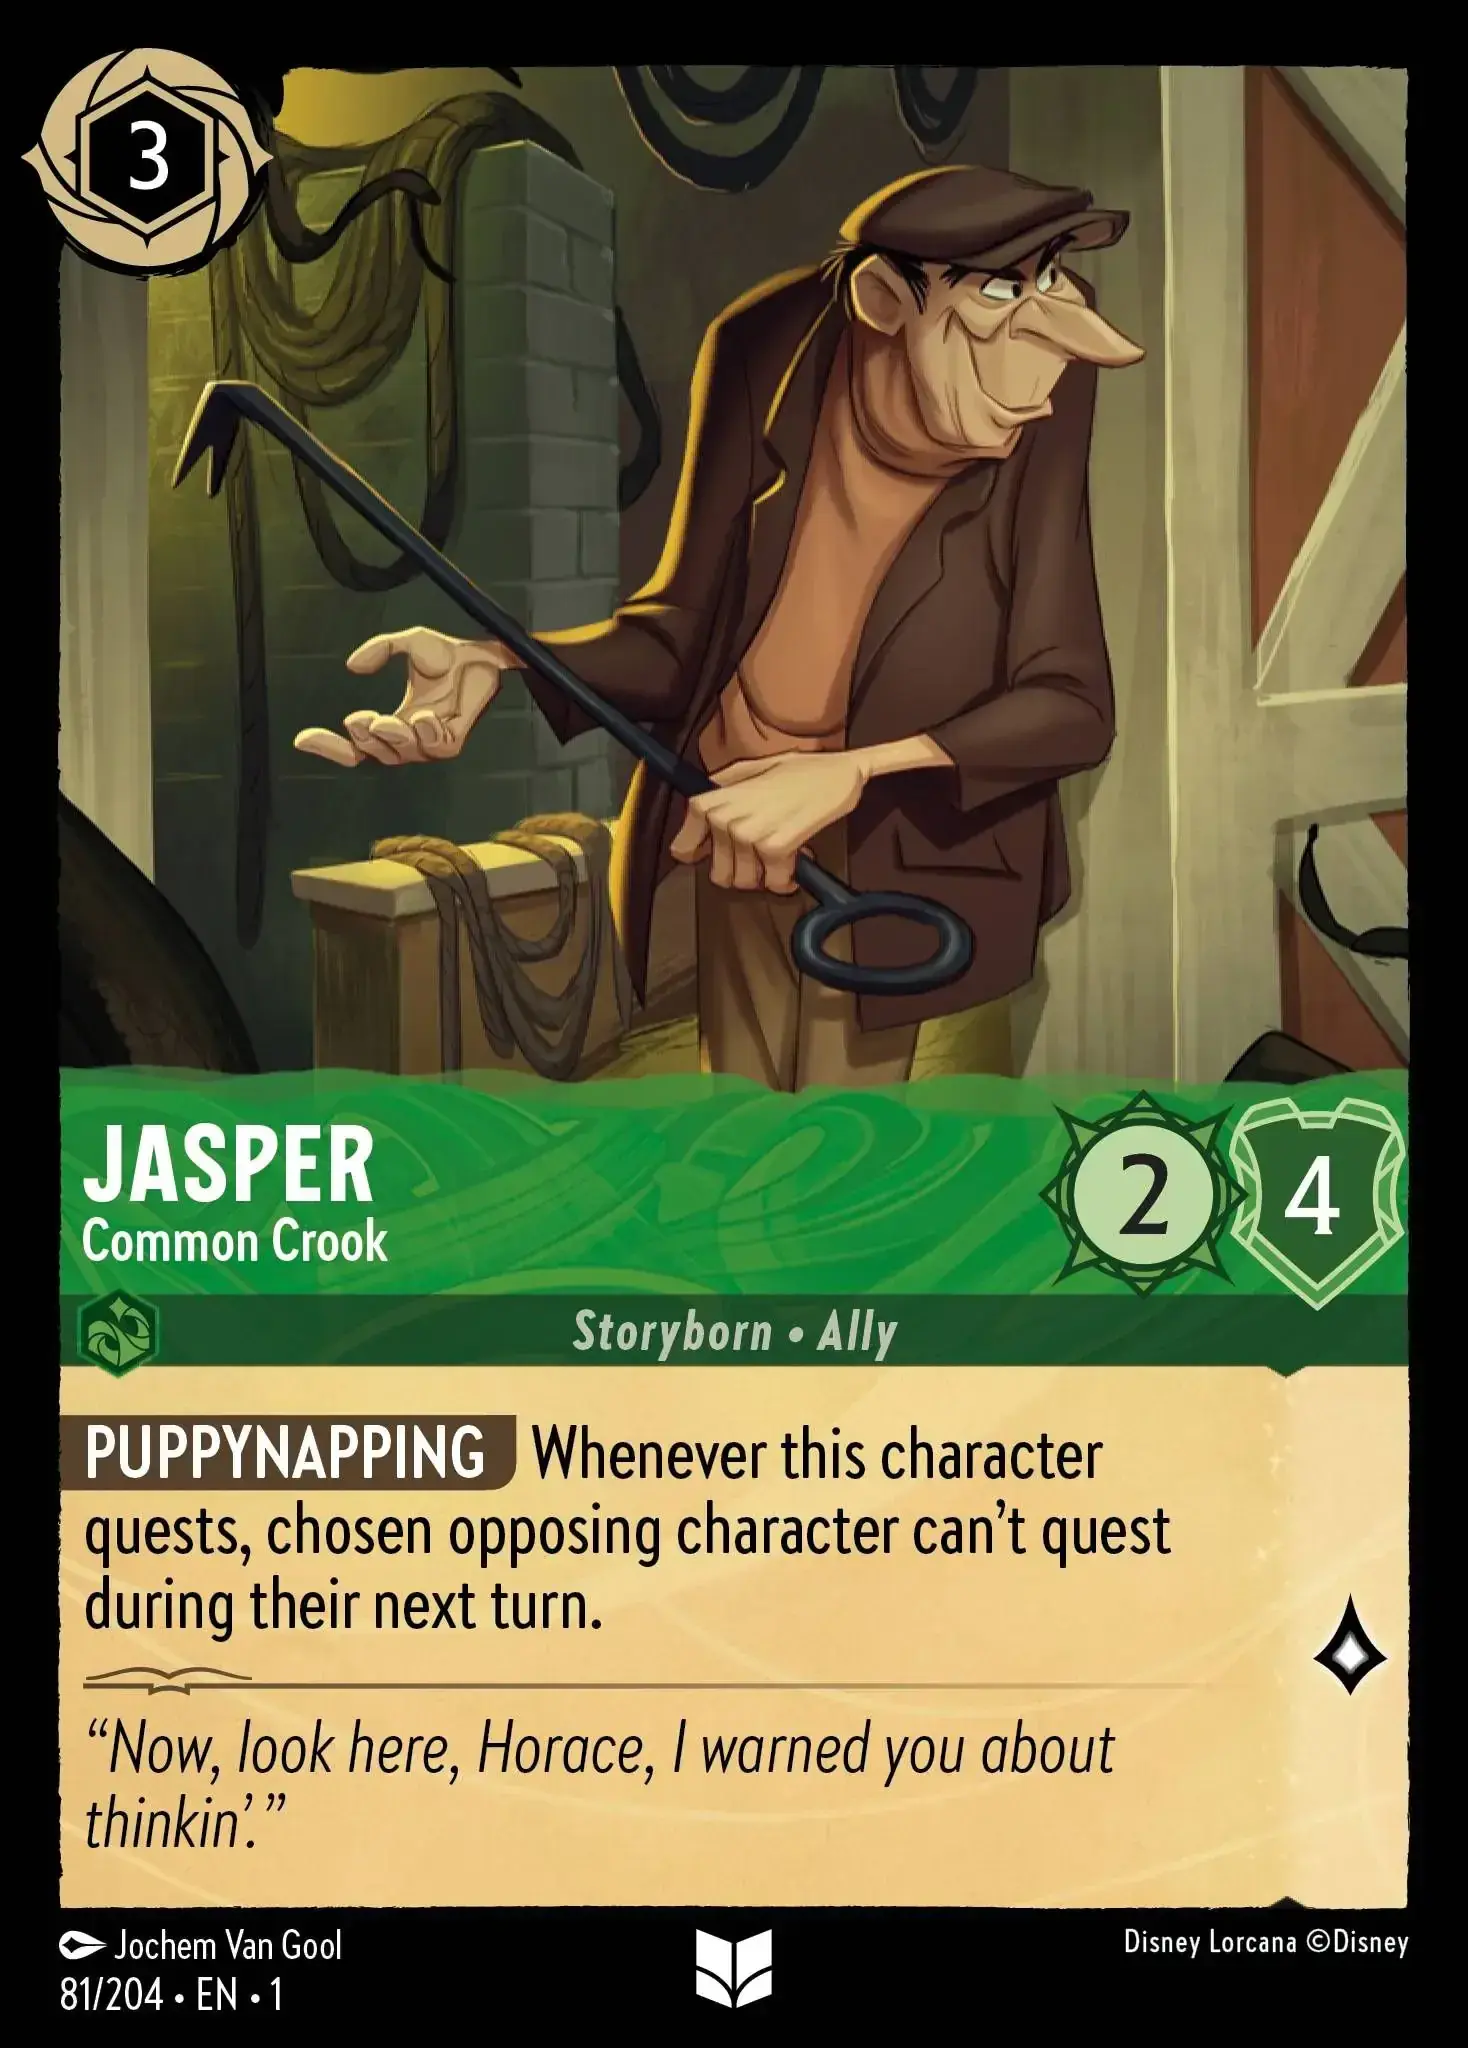 3
JASPER
Common Crook
2
4
Storyborn • Ally
PUPPYNAPPING Whenever this character
quests, chosen opposing character can’t quest
during their next turn.
“Now, look here, Horace, I warned you about
thinkin’.”
Jochem Van Gool
81/204 • EN • 1
Disney Lorcana ©Disney